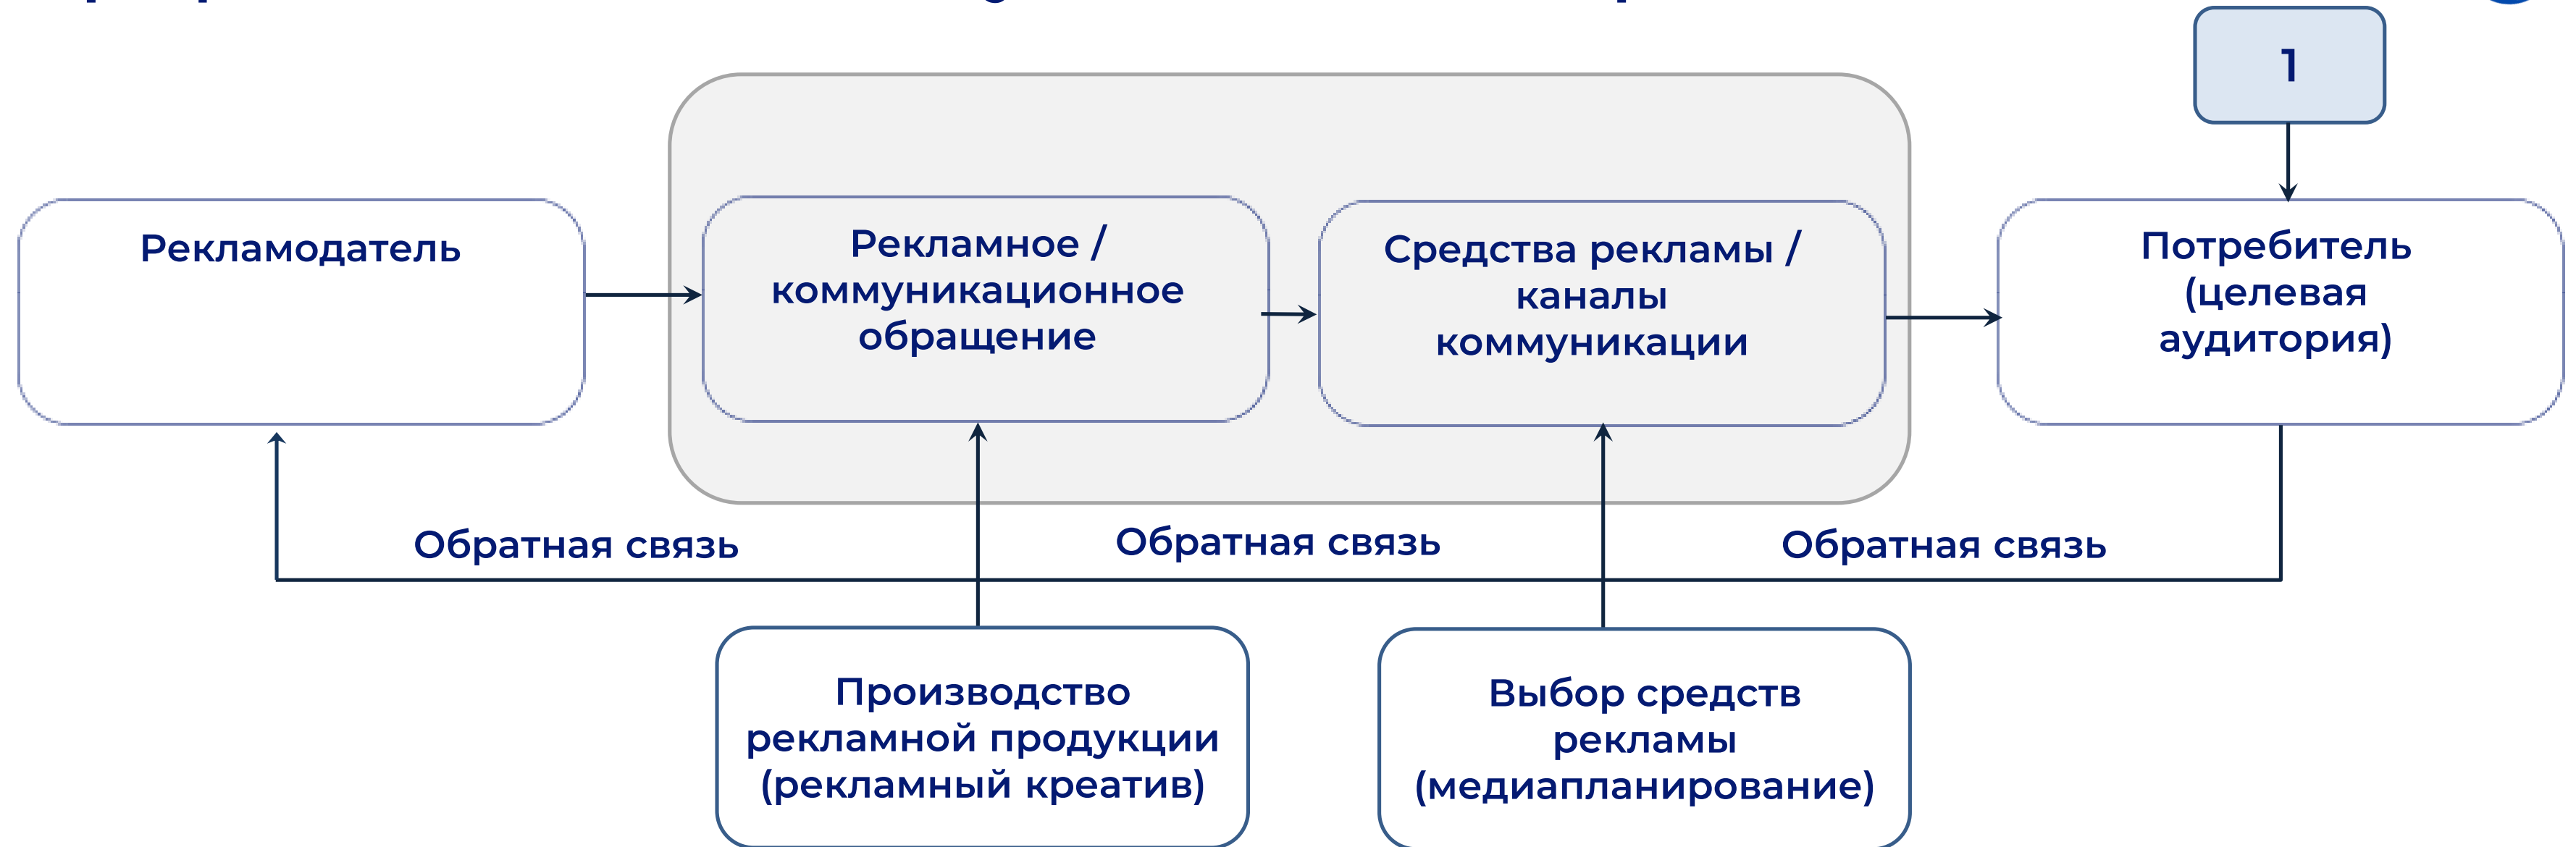 1
Рекламодатель
Рекламное /
коммуникационное
обращение
Средства рекламы /
каналы
коммуникации
Потребитель
(целевая
аудитория)
Обратная связь
Обратная связь
Обратная связь
Производство
рекламной продукции
(рекламный креатив)
Выбор средств
рекламы
(медиапланирование)